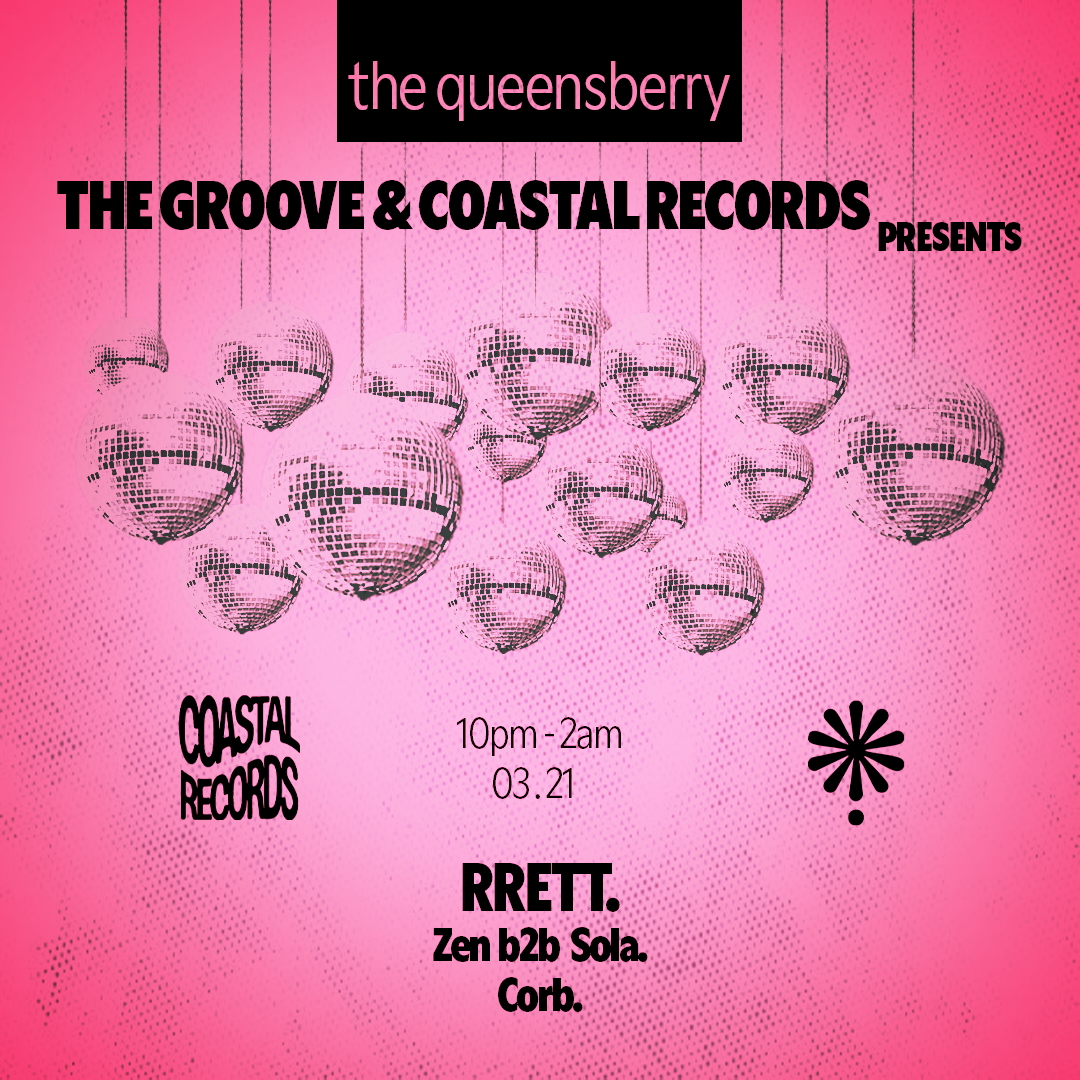 the queensberry
THE GROOVE & COASTAL RECORDS PRESENTS
COASTAL
RECORDS
10pm - 2am
03.21
RRETT.
Zen b2b Sola.
Corb.